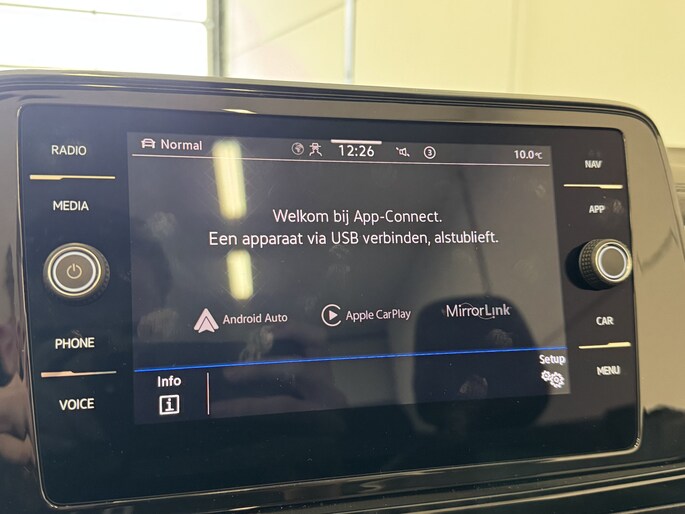 RADIO
MEDIA
PHONE
VOICE
Normal
12:26
3
10.0°C
Welkom bij App-Connect.
Een apparaat via USB verbinden, alstublieft.
Android Auto
Apple CarPlay
MirrorLink
Info
i
Setup
NAV
APP
CAR
MENU